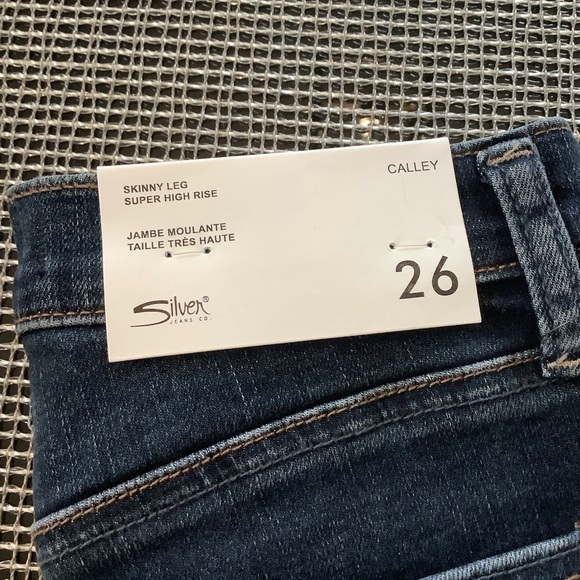 SKINNY LEG
SUPER HIGH RISE
CALLEY
JAMBE MOULANTE
TAILLE TRÈS HAUTE
26
Silver®
JEANS CO.